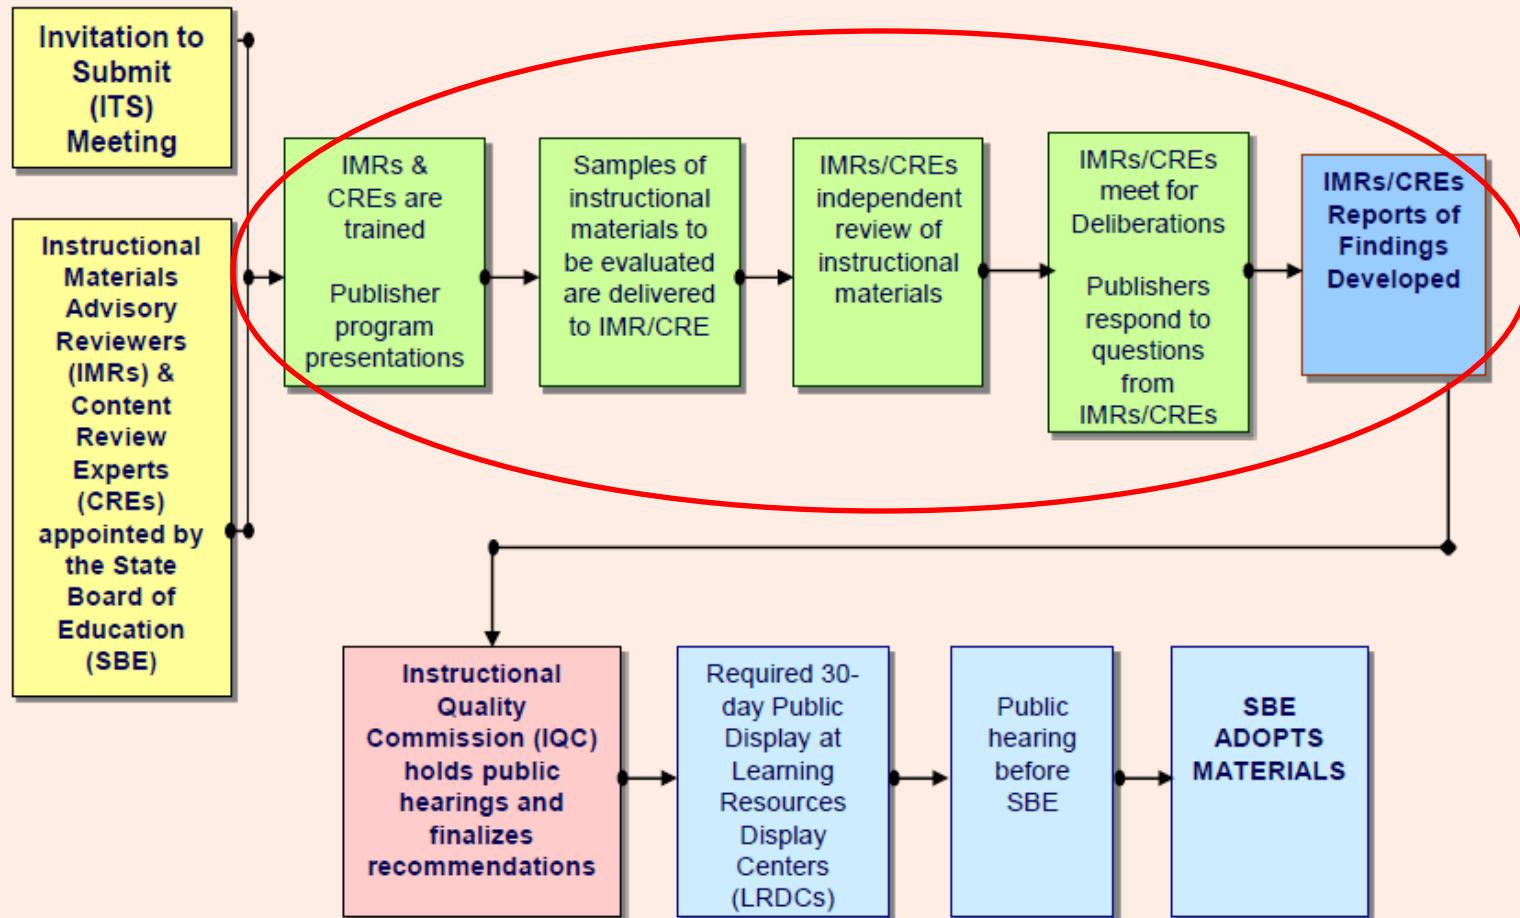 Invitation to
Submit
(ITS)
Meeting
Instructional
Materials
Advisory
Reviewers
(IMRs) &
Content
Review
Experts
(CREs)
appointed by
the State
Board of
Education
(SBE)
IMRs &
CREs are
trained
Publisher
program
presentations
Samples of
instructional
materials to
be evaluated
are delivered
to IMR/CRE
IMRs/CREs
independent
review of
instructional
materials
IMRs/CREs
meet for
Deliberations
Publishers
respond to
questions
from
IMRs/CREs
IMRs/CREs
Reports of
Findings
Developed
Instructional
Quality
Commission (IQC)
holds public
hearings and
finalizes
recommendations
Required 30-
day Public
Display at
Learning
Resources
Display
Centers
(LRDCs)
Public
hearing
before
SBE
SBE
ADOPTS
MATERIALS